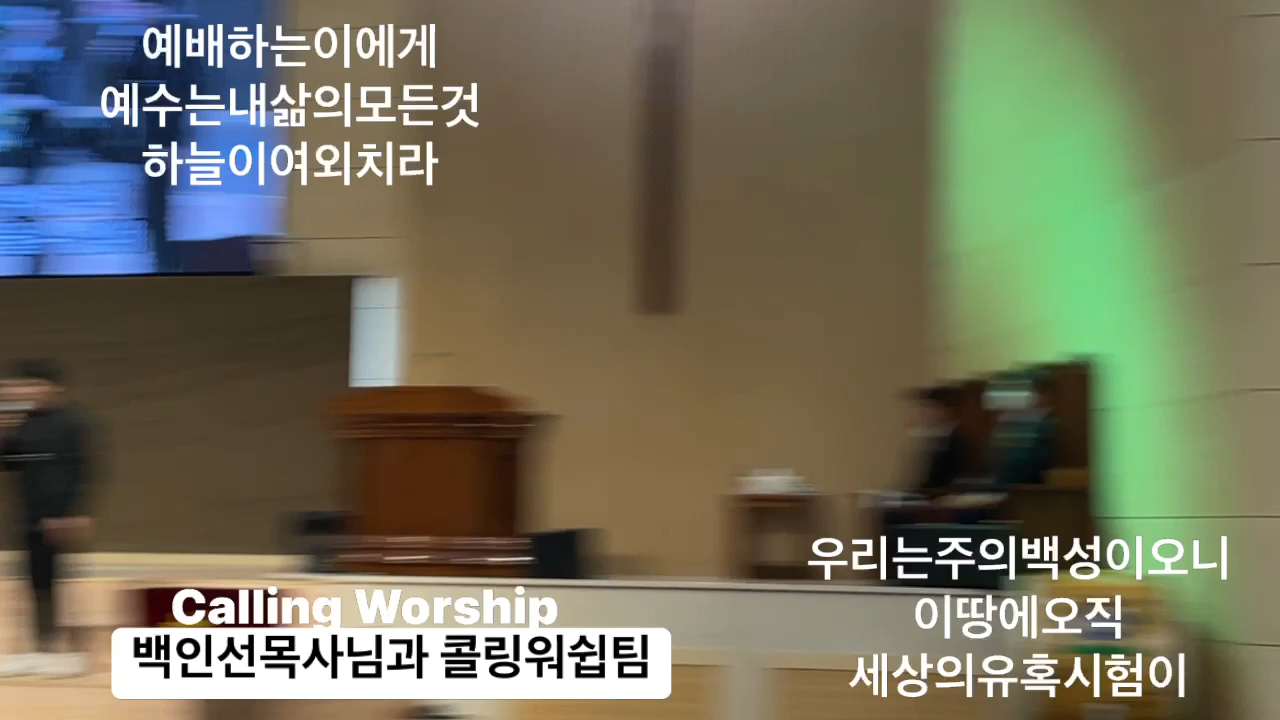 예배하는이에게
예수는내삶의모든것
하늘이여외치라
Calling Worship
백인선목사님과 콜링워쉽팀
우리는주의백성이오니
이땅에오직
세상의유혹시험이